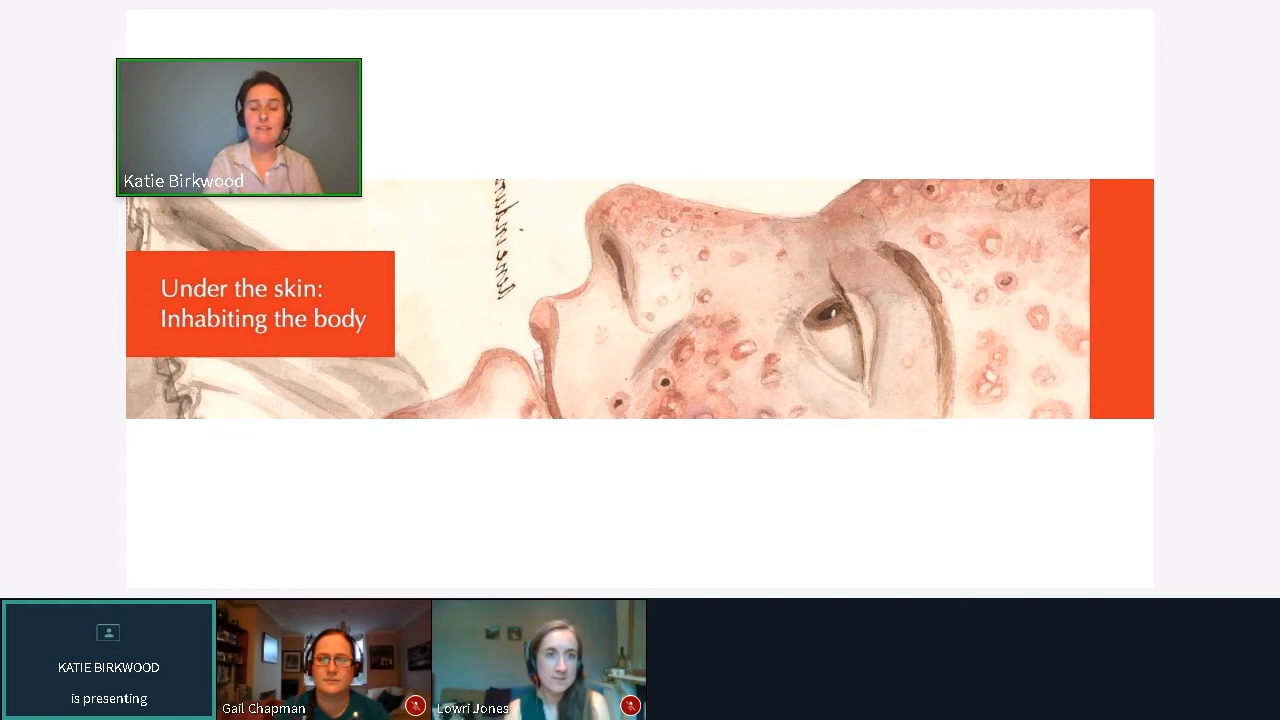 Katie Birkwood
Under the skin:
Inhabiting the body
KATIE BIRKWOOD
is presenting
Gail Chapman
Lowri Jones